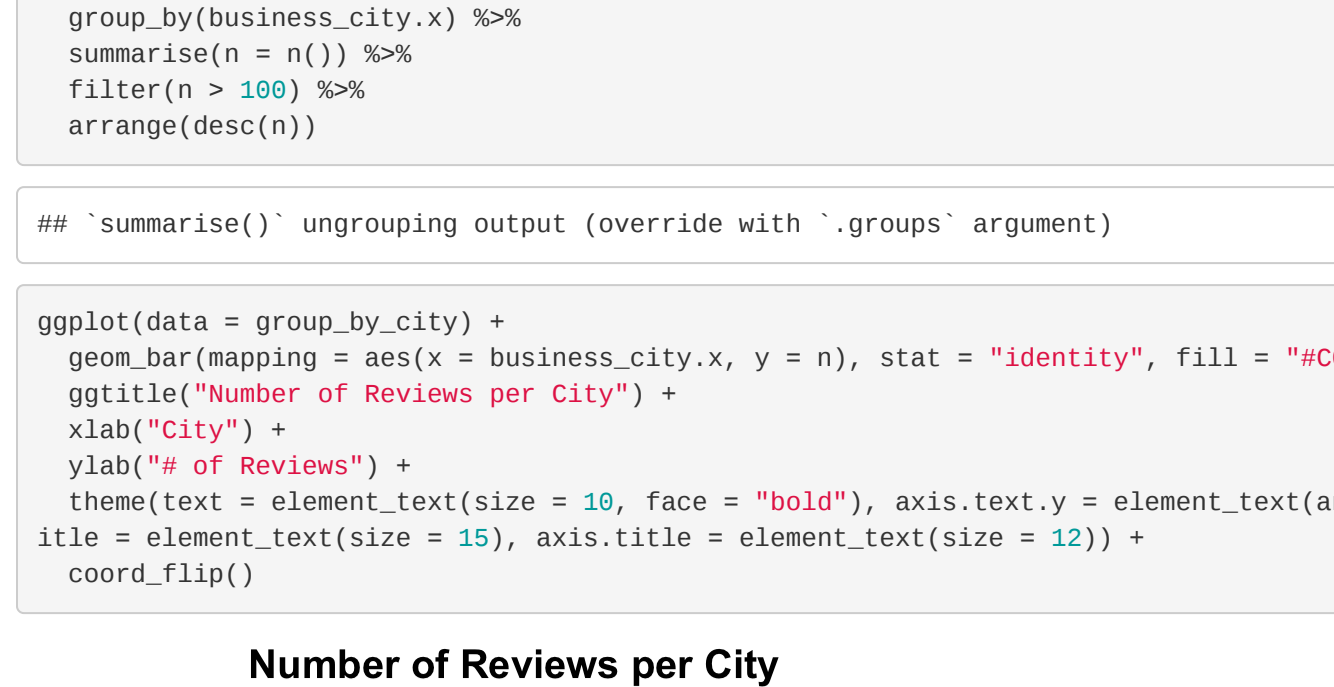 group_by(business_city.x) %>%
summarise(n = n()) %>%
filter(n > 100) %>%
arrange(desc(n))
## `summarise()` ungrouping output (override with `.groups` argument)
ggplot(data = group_by_city) +
geom_bar(mapping = aes(x = business_city.x, y = n), stat = "identity", fill = "#C
ggtitle("Number of Reviews per City") +
xlab("City") +
ylab("# of Reviews") +
theme(text = element_text(size = 10, face = "bold"), axis.text.y = element_text(a
itle = element_text(size = 15), axis.title = element_text(size = 12)) +
coord_flip()
Number of Reviews per City